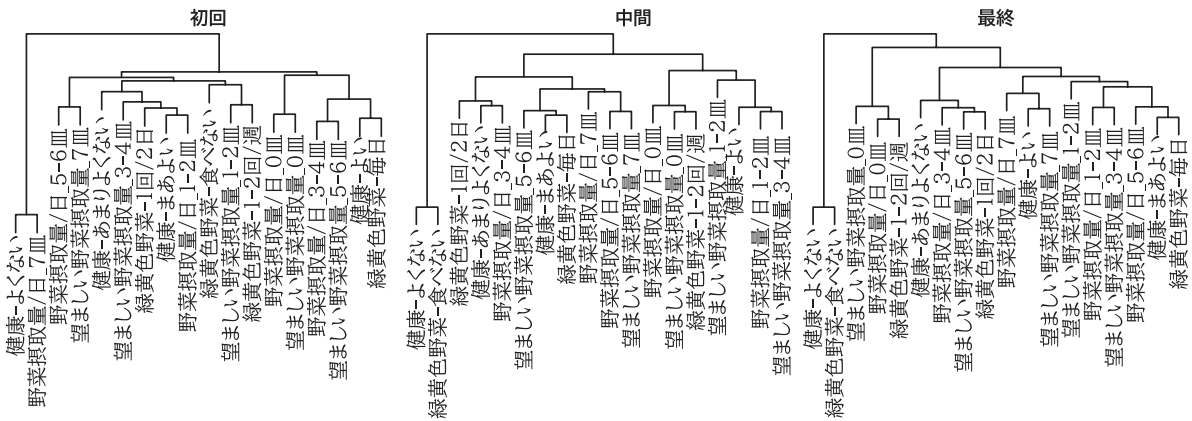 初回
健康-よくない
野菜摂取量/日_7皿
野菜摂取量/日_5-6皿
望ましい野菜摂取量_7皿
健康-あまりよくない
望ましい野菜摂取量_3-4皿
緑黄色野菜-1回/2日
健康-まあよい
野菜摂取量/日_1-2皿
緑黄色野菜-食べない
望ましい野菜摂取量_1-2皿
緑黄色野菜-1-2回/週
野菜摂取量/日_0皿
望ましい野菜摂取量_0皿
野菜摂取量/日_3-4皿
望ましい野菜摂取量_5-6皿
健康-よい
緑黄色野菜-毎日
中間
健康-よくない
緑黄色野菜-食べない
緑黄色野菜-1回/2日
健康-あまりよくない
野菜摂取量/日_3-4皿
望ましい野菜摂取量_5-6皿
健康-まあよい
緑黄色野菜-毎日
野菜摂取量/日_7皿
野菜摂取量/日_5-6皿
望ましい野菜摂取量_7皿
野菜摂取量/日_0皿
望ましい野菜摂取量_0皿
緑黄色野菜-1-2回/週
望ましい野菜摂取量_1-2皿
健康-よい
野菜摂取量/日_1-2皿
望ましい野菜摂取量_3-4皿
最終
健康-よくない
緑黄色野菜-食べない
望ましい野菜摂取量_0皿
野菜摂取量/日_0皿
緑黄色野菜-1-2回/週
健康-あまりよくない
野菜摂取量/日_3-4皿
望ましい野菜摂取量_5-6皿
緑黄色野菜-1回/2日
野菜摂取量/日_7皿
健康-よい
望ましい野菜摂取量_7皿
望ましい野菜摂取量_1-2皿
野菜摂取量/日_1-2皿
望ましい野菜摂取量_3-4皿
野菜摂取量/日_5-6皿
健康-まあよい
緑黄色野菜-毎日